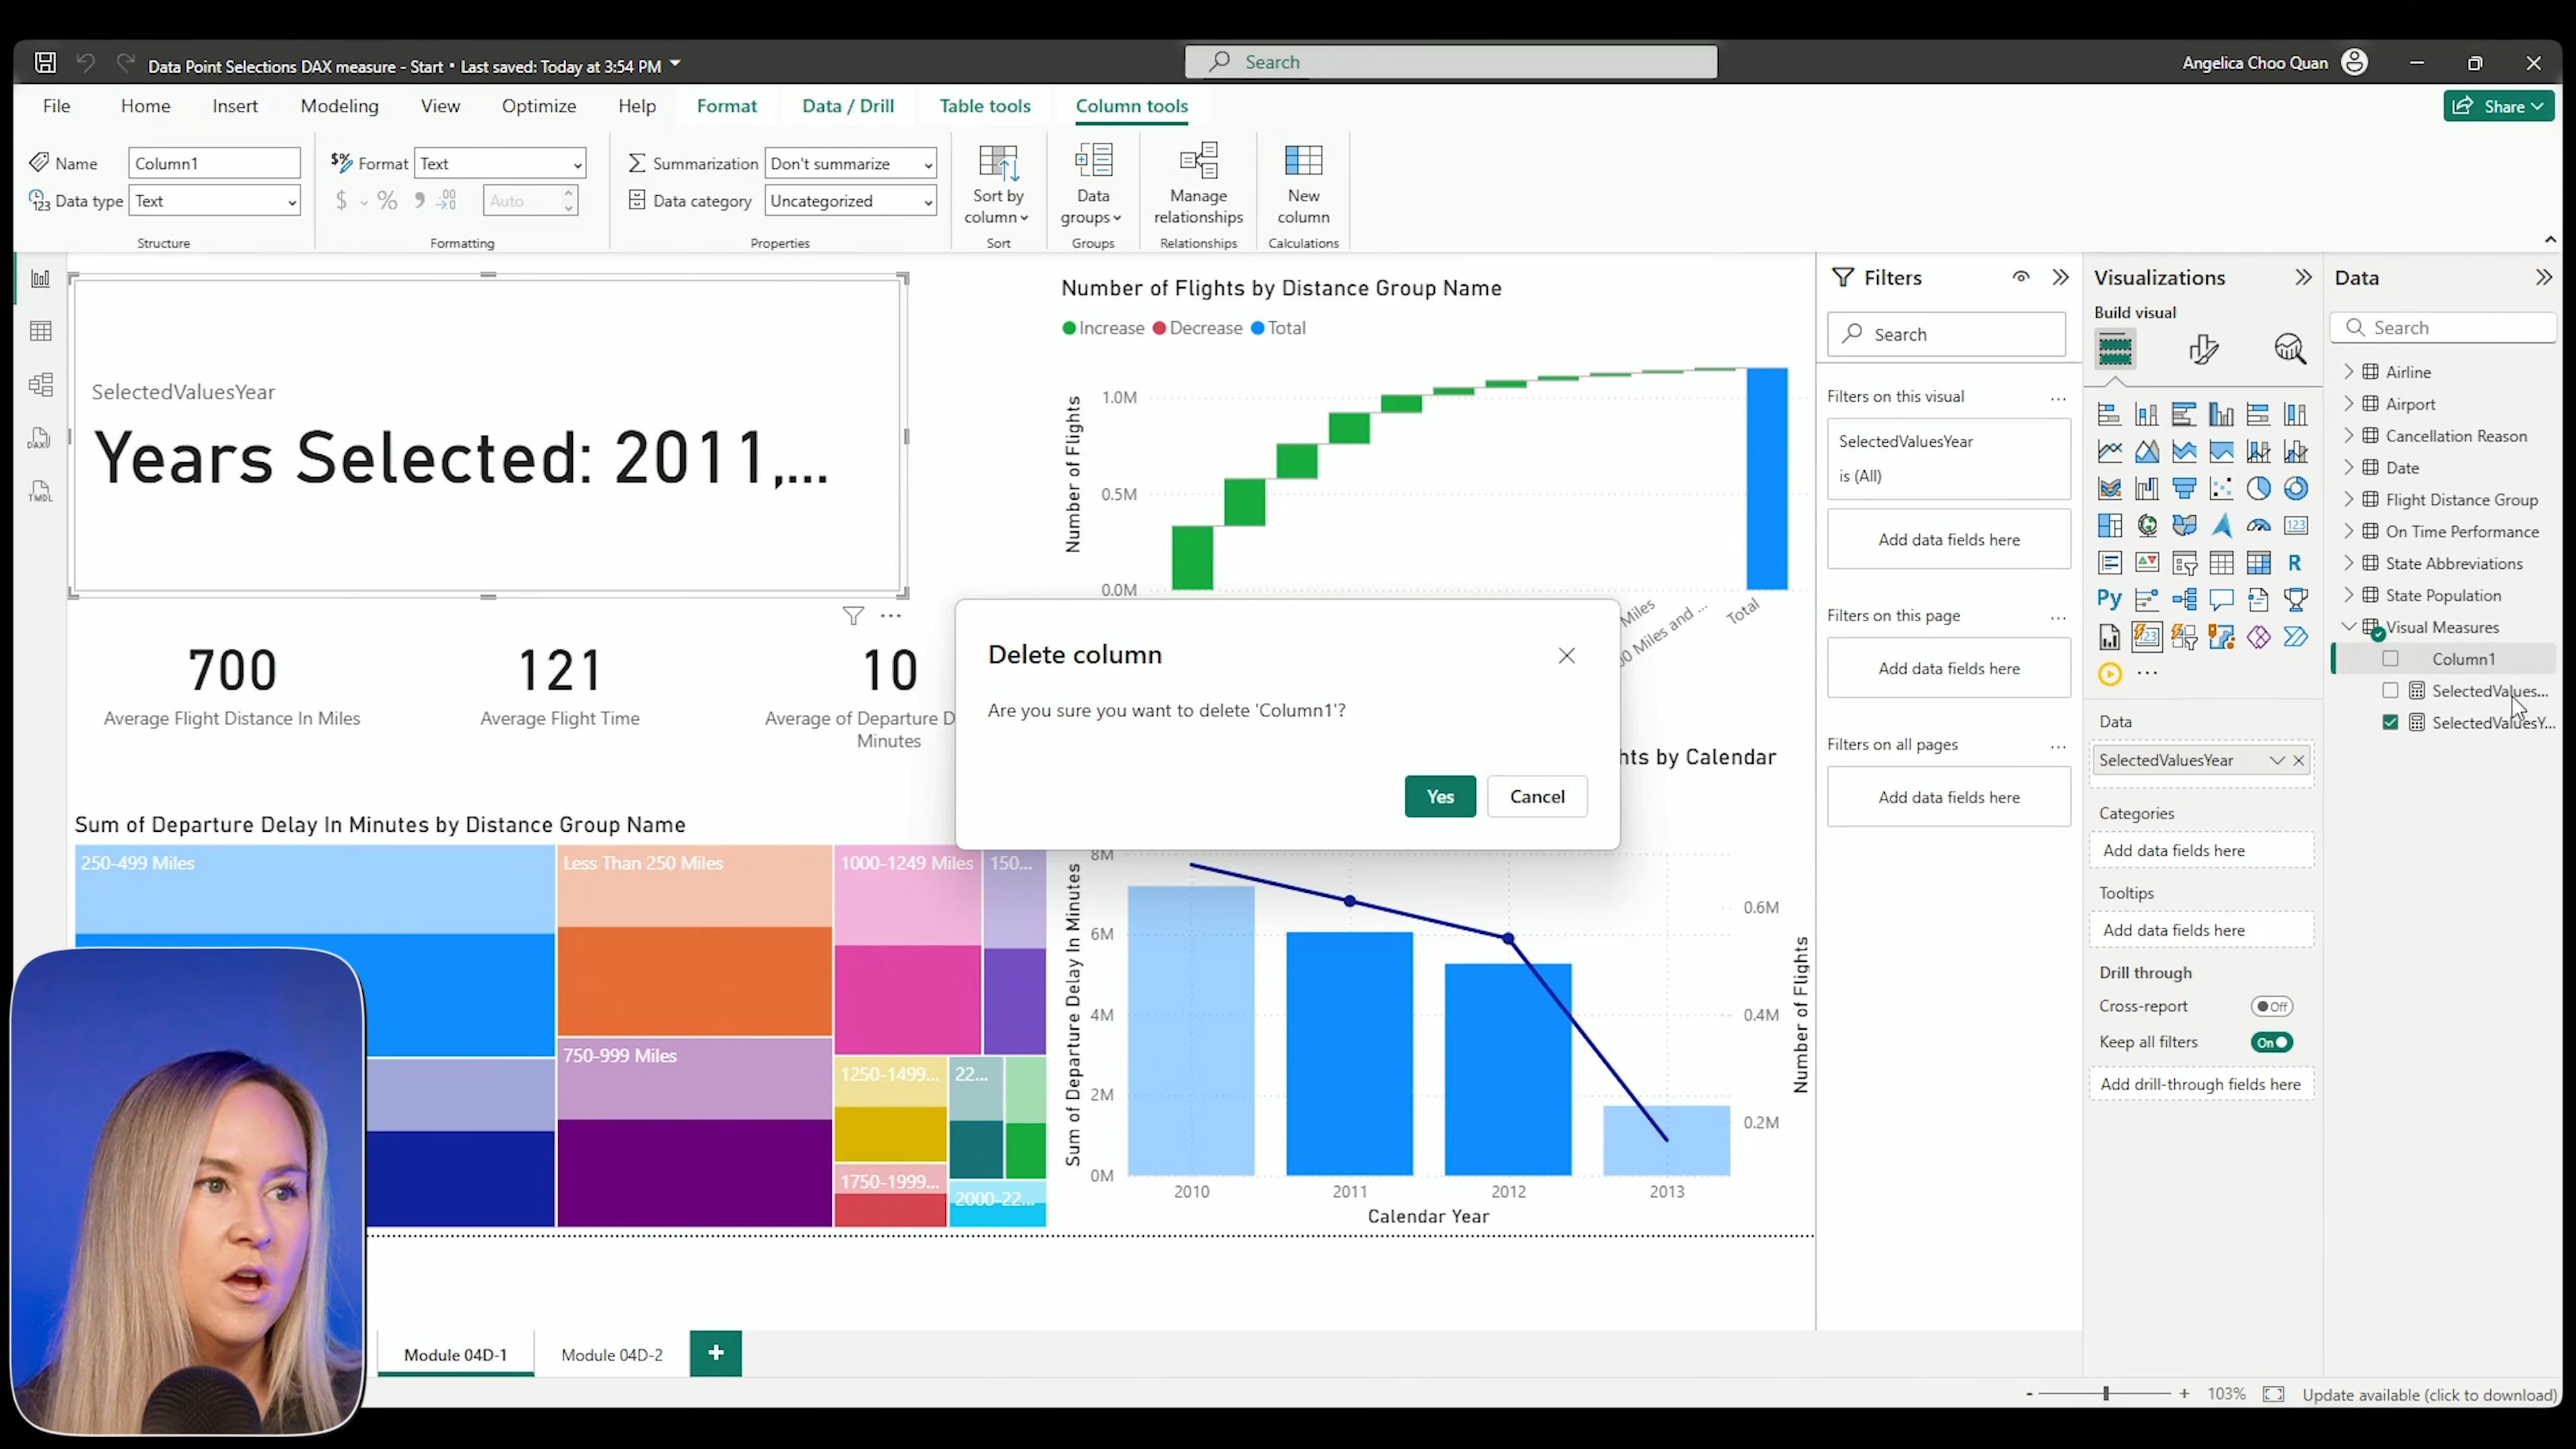 Data Point Selections DAX measure - Start • Last saved: Today at 3:54 PM
Search
Angelica Choo Quan
File
Home
Insert
Modeling
View
Optimize
Help
Format
Data / Drill
Table tools
Column tools
Share
Name
Column1
Format
Text
Summarization
Don't summarize
Data type
Text
Auto
Data category
Uncategorized
Sort by
column
Data
groups
Manage
relationships
New
column
Structure
Formatting
Properties
Sort
Groups
Relationships
Calculations
DAX
TMDL
SelectedValuesYear
Years Selected: 2011,...
700
Average Flight Distance In Miles
121
Average Flight Time
10
Average of Departure D
Minutes
Number of Flights by Distance Group Name
Increase
Decrease
Total
Number of Flights
1.0M
0.5M
0.0M
Miles
00 Miles and ...
Total
Delete column
Are you sure you want to delete 'Column1'?
Yes
Cancel
Sum of Departure Delay In Minutes by Distance Group Name
250-499 Miles
Less Than 250 Miles
1000-1249 Miles
150...
750-999 Miles
1250-1499...
22...
1750-1999...
2000-22...
hts by Calendar
Sum of Departure Delay In Minutes
8M
6M
4M
2M
0M
0.6M
0.4M
0.2M
Number of Flights
2010
2011
2012
2013
Calendar Year
Filters
Search
Filters on this visual
...
SelectedValuesYear
is (All)
Add data fields here
Filters on this page
...
Add data fields here
Filters on all pages
...
Add data fields here
Visualizations
Build visual
123
R
Py
123
...
Data
SelectedValuesYear
Categories
Add data fields here
Tooltips
Add data fields here
Drill through
Cross-report
Off
Keep all filters
On
Add drill-through fields here
Data
Search
Airline
Airport
Cancellation Reason
Date
Flight Distance Group
On Time Performance
State Abbreviations
State Population
Visual Measures
Column1
SelectedValues...
SelectedValuesY...
Module 04D-1
Module 04D-2
+
-
+
103%
Update available (click to download)